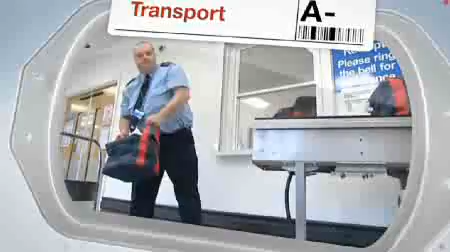 Transport
A-
Please ring
the bell for